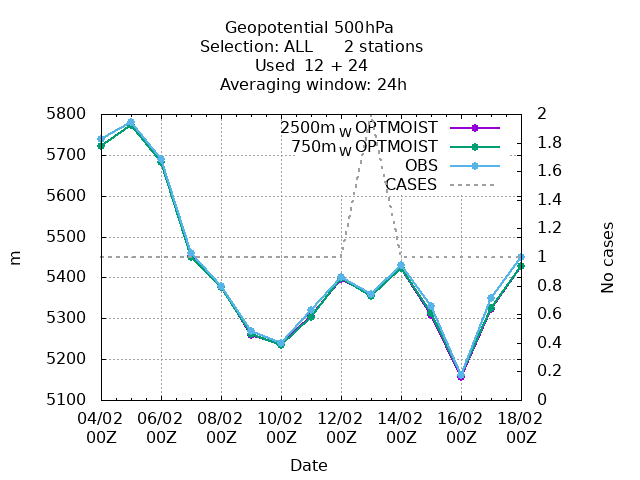 Geopotential 500hPa
Selection: ALL 2 stations
Used 12 + 24
Averaging window: 24h
2500m W OPTMOIST
750m W OPTMOIST
OBS
CASES
5800
5700
5600
5500
5400
5300
5200
5100
m
2
1.8
1.6
1.4
1.2
1
0.8
0.6
0.4
0.2
0
No cases
04/02 06/02 08/02 10/02 12/02 14/02 16/02 18/02
00Z 00Z 00Z 00Z 00Z 00Z 00Z 00Z
Date